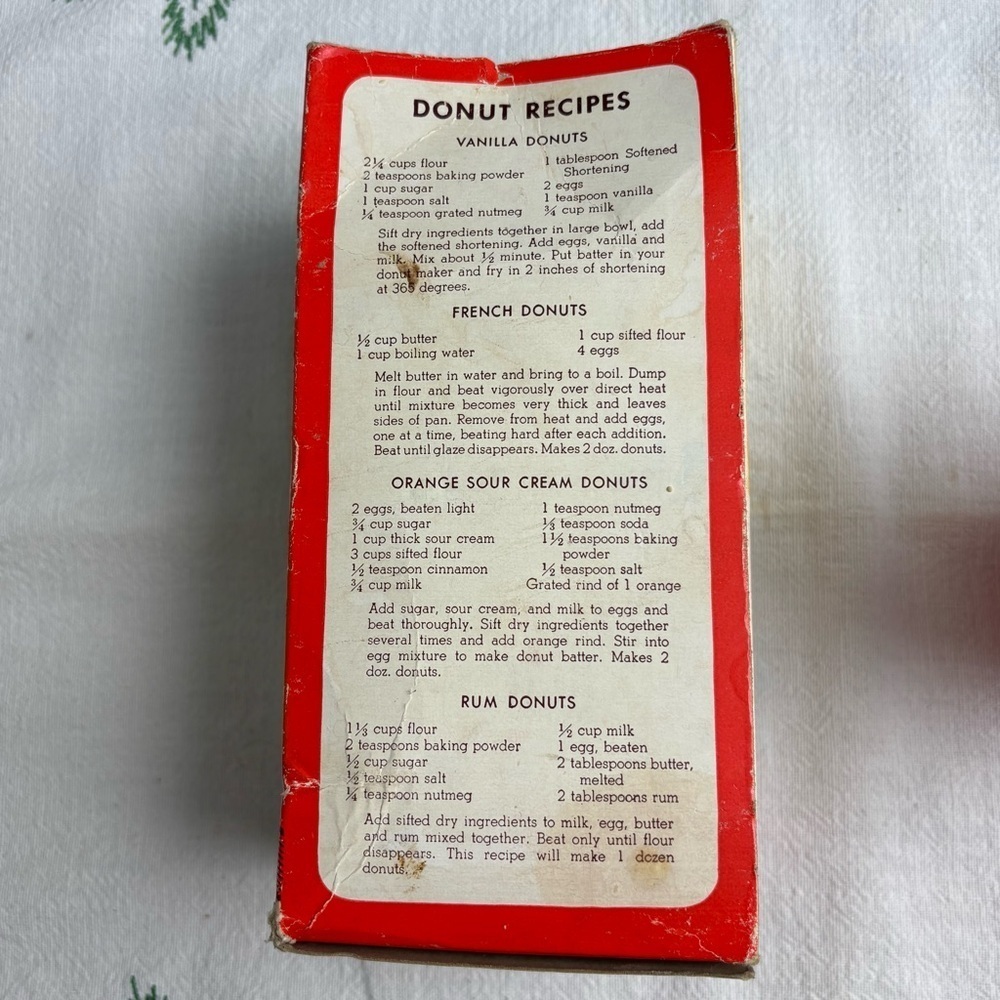 DONUT RECIPES
VANILLA DONUTS
2¼ cups flour
2 teaspoons baking powder
1 cup sugar
1 teaspoon salt
¼ teaspoon grated nutmeg
1 tablespoon Softened
Shortening
2 eggs
1 teaspoon vanilla
¾ cup milk
Sift dry ingredients together in large bowl, add
the softened shortening. Add eggs, vanilla and
milk. Mix about ½ minute. Put batter in your
donut maker and fry in 2 inches of shortening
at 365 degrees.
FRENCH DONUTS
½ cup butter
1 cup boiling water
1 cup sifted flour
4 eggs
Melt butter in water and bring to a boil. Dump
in flour and beat vigorously over direct heat
until mixture becomes very thick and leaves
sides of pan. Remove from heat and add eggs,
one at a time, beating hard after each addition.
Beat until glaze disappears. Makes 2 doz. donuts.
ORANGE SOUR CREAM DONUTS
2 eggs, beaten light
¾ cup sugar
1 cup thick sour cream
3 cups sifted flour
½ teaspoon cinnamon
¾ cup milk
1 teaspoon nutmeg
⅓ teaspoon soda
1½ teaspoons baking
powder
½ teaspoon salt
Grated rind of 1 orange
Add sugar, sour cream, and milk to eggs and
beat thoroughly. Sift dry ingredients together
several times and add orange rind. Stir into
egg mixture to make donut batter. Makes 2
doz. donuts.
RUM DONUTS
1⅓ cups flour
2 teaspoons baking powder
½ cup sugar
½ teaspoon salt
¼ teaspoon nutmeg
½ cup milk
1 egg, beaten
2 tablespoons butter,
melted
2 tablespoons rum
Add sifted dry ingredients to milk, egg, butter
and rum mixed together. Beat only until flour
disappears. This recipe will make 1 dozen
donuts.